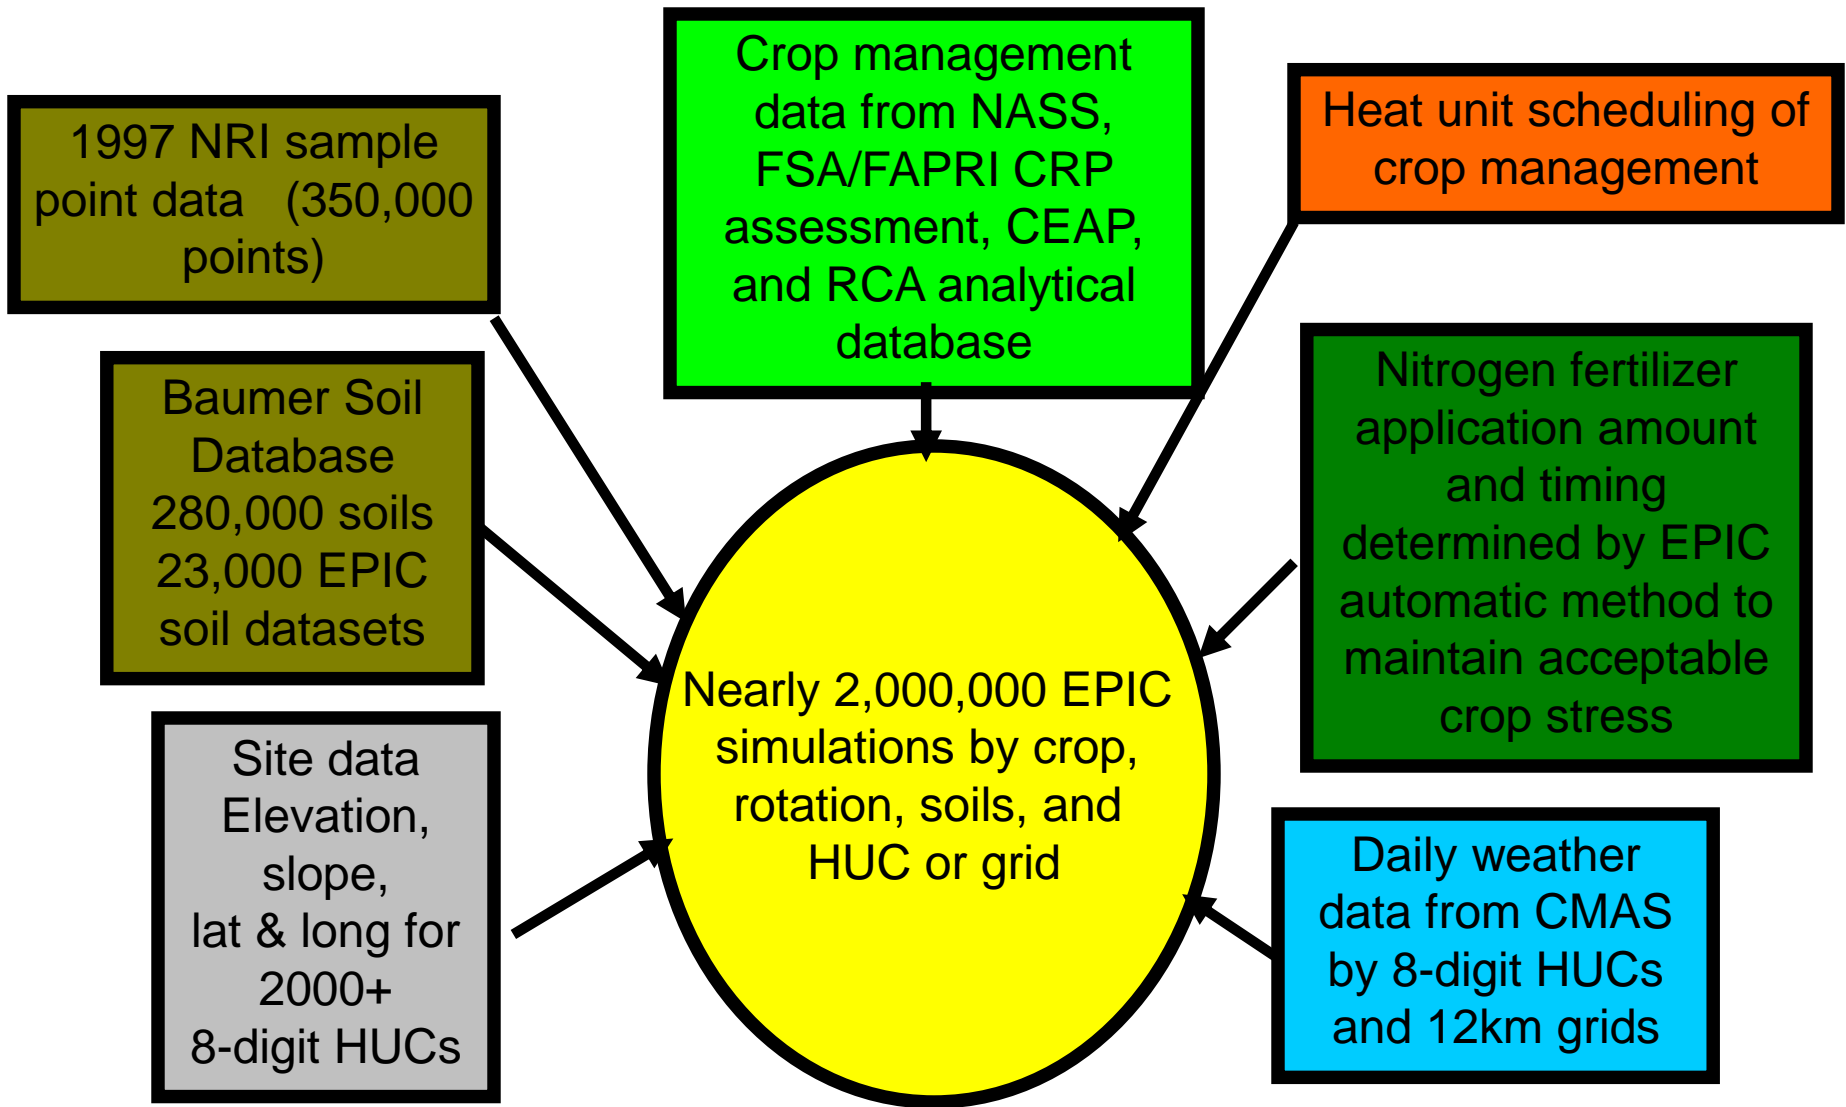 1997 NRI sample
point data (350,000
points)
Baumer Soil
Database
280,000 soils
23,000 EPIC
soil datasets
Site data
Elevation,
slope,
lat & long for
2000+
8-digit HUCs
Crop management
data from NASS,
FSA/FAPRI CRP
assessment, CEAP,
and RCA analytical
database
Nearly 2,000,000 EPIC
simulations by crop,
rotation, soils, and
HUC or grid
Heat unit scheduling of
crop management
Nitrogen fertilizer
application amount
and timing
determined by EPIC
automatic method to
maintain acceptable
crop stress
Daily weather
data from CMAS
by 8-digit HUCs
and 12km grids